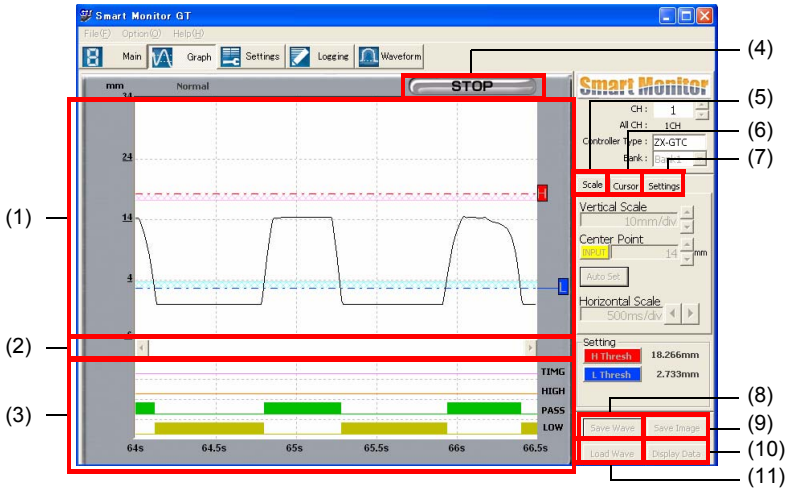 Smart Monitor GT
File(F) Option(O) Help(H)
Main Graph Settings Logging Waveform
(4)
mm Normal STOP
Smart Monitor
34
CH : 1
(5)
All CH : 1CH
(6)
Controller Type : ZX-GTC
Bank : Bank1
(7)
24
Scale Cursor Settings
H
Vertical Scale
10mm/div
(1)
14
Center Point
INPUT 14 mm
Auto Set
4
L
Horizontal Scale
500ms/div
(2)
Setting
H Thresh 18.266mm
L Thresh 2.733mm
TIMG
HIGH
(8)
PASS
(3)
LOW
Save Wave Save Image
(9)
64s 64.5s 65s 65.5s 66s 66.5s
Load Wave Display Data
(10)
(11)